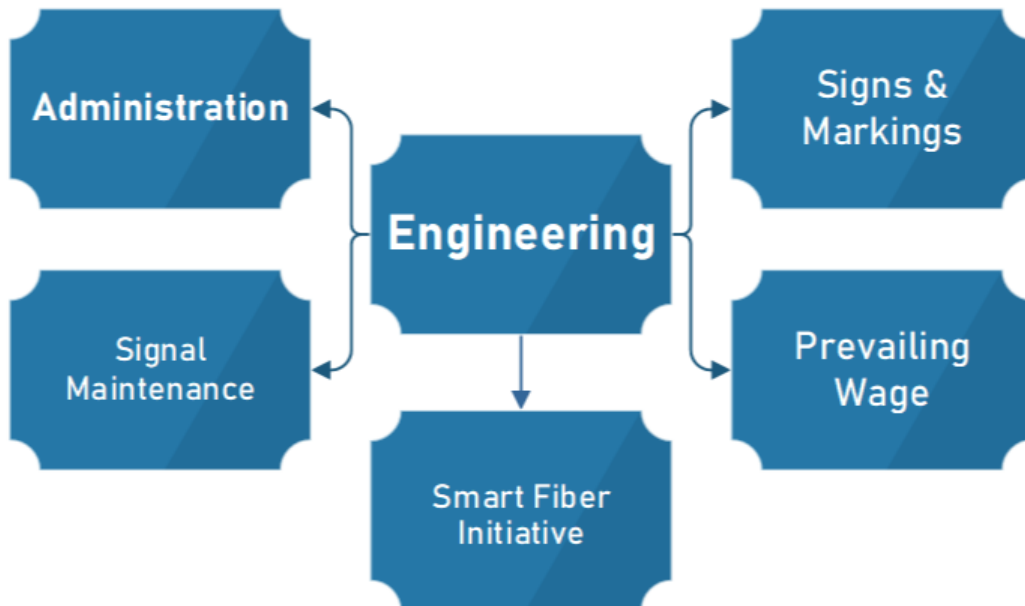 Administration
Signs &
Markings
Engineering
Signal
Maintenance
Prevailing
Wage
Smart Fiber
Initiative